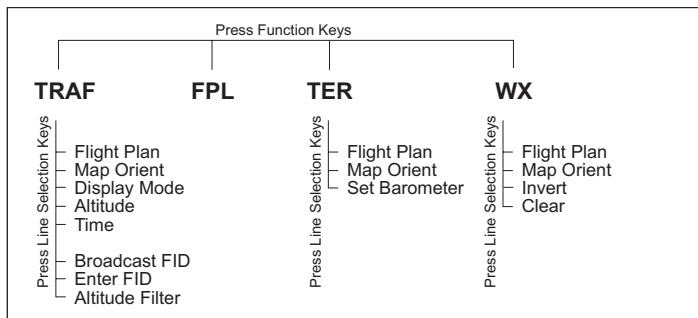 Press Function Keys
TRAF
FPL
TER
WX
Press Line Selection Keys
Flight Plan
Map Orient
Display Mode
Altitude
Time
Broadcast FID
Enter FID
Altitude Filter
Press Line Selection Keys
Flight Plan
Map Orient
Set Barometer
Press Line Selection Keys
Flight Plan
Map Orient
Invert
Clear